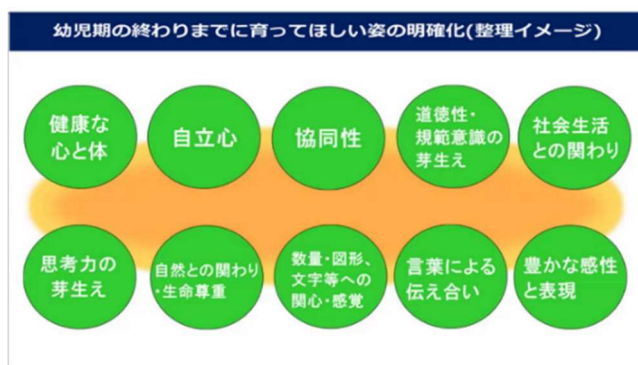 幼児期の終わりまでに育ってほしい姿の明確化(整理イメージ)
健康な
心と体
自立心
協同性
道徳性・
規範意識の
芽生え
社会生活
との関わり
思考力の
芽生え
自然との関わり
・生命尊重
数量・図形、
文字等への
関心・感覚
言葉による
伝え合い
豊かな感性
と表現